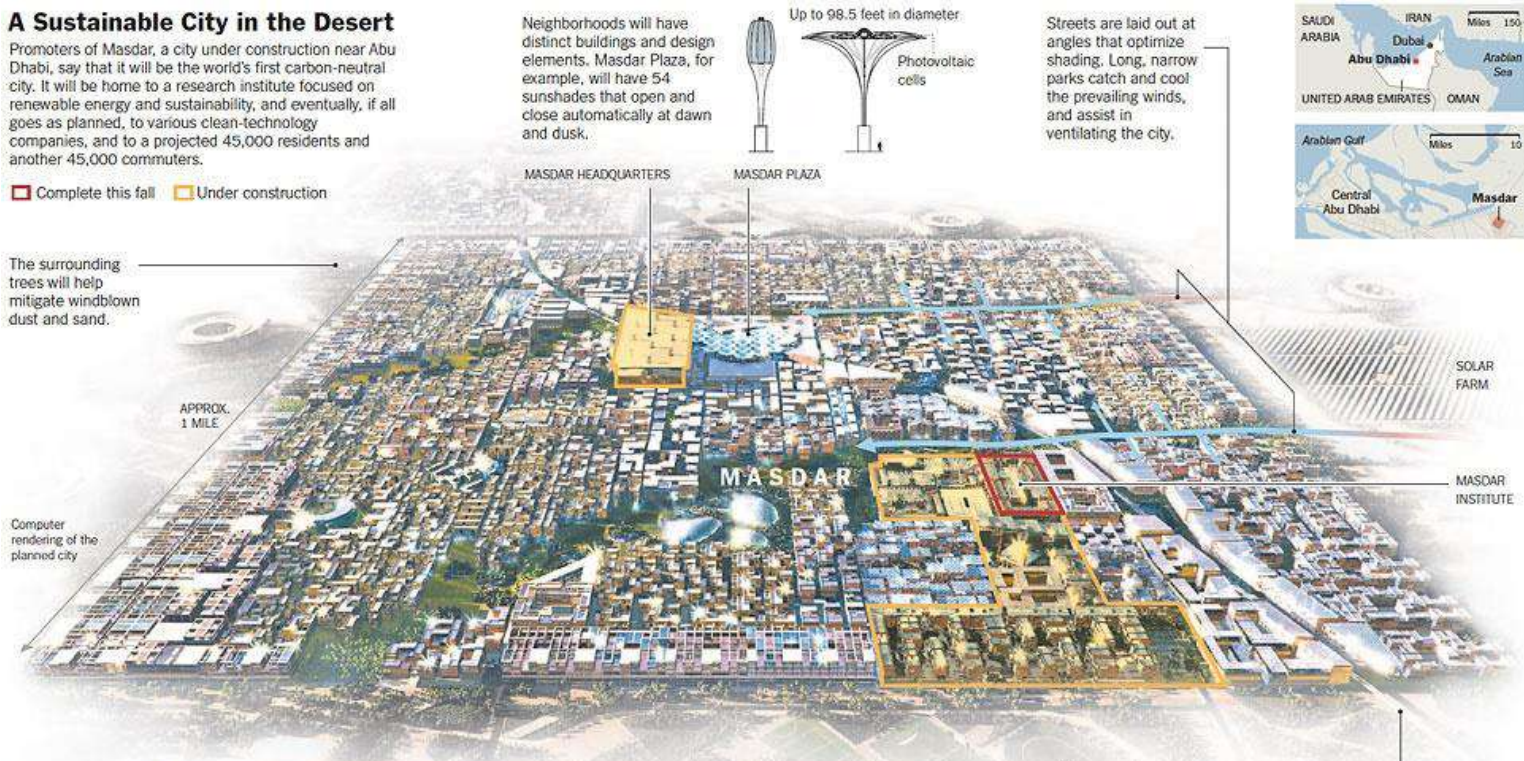 A Sustainable City in the Desert
Promoters of Masdar, a city under construction near Abu
Dhabi, say that it will be the world's first carbon-neutral
city. It will be home to a research institute focused on
renewable energy and sustainability, and eventually, if all
goes as planned, to various clean-technology
companies, and to a projected 45,000 residents and
another 45,000 commuters.
Complete this fall
Under construction
Neighborhoods will have
distinct buildings and design
elements. Masdar Plaza, for
example, will have 54
sunshades that open and
close automatically at dawn
and dusk.
Up to 98.5 feet in diameter
Photovoltaic
cells
Streets are laid out at
angles that optimize
shading. Long, narrow
parks catch and cool
the prevailing winds,
and assist in
ventilating the city.
SAUDI
ARABIA
IRAN
Miles 150
Dubai
Abu Dhabi
Arabian
Sea
UNITED ARAB EMIRATES
OMAN
Arabian Gulf
Miles 10
Central
Abu Dhabi
Masdar
MASDAR HEADQUARTERS
MASDAR PLAZA
The surrounding
trees will help
mitigate windblown
dust and sand.
APPROX.
1 MILE
SOLAR
FARM
MASDAR
MASDAR
INSTITUTE
Computer
rendering of the
planned city